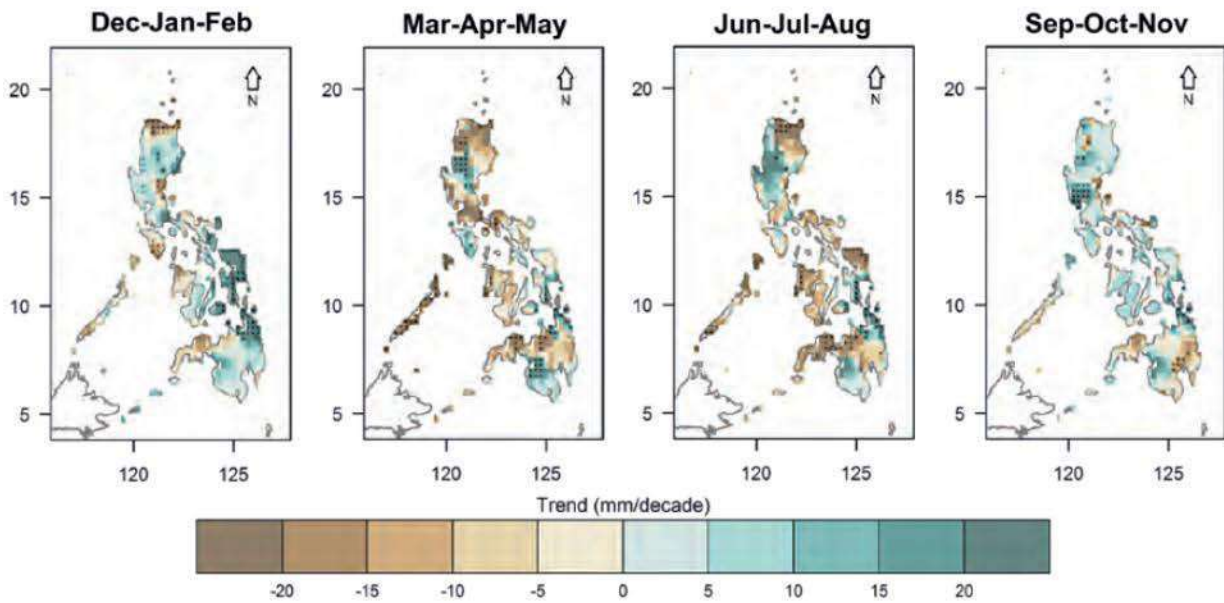 Dec-Jan-Feb Mar-Apr-May Jun-Jul-Aug Sep-Oct-Nov
20 N 20 N 20 N 20 N
15 15 15 15
10 10 10 10
5 5 5 5
120 125 120 125 120 125 120 125
Trend (mm/decade)
-20 -15 -10 -5 0 5 10 15 20